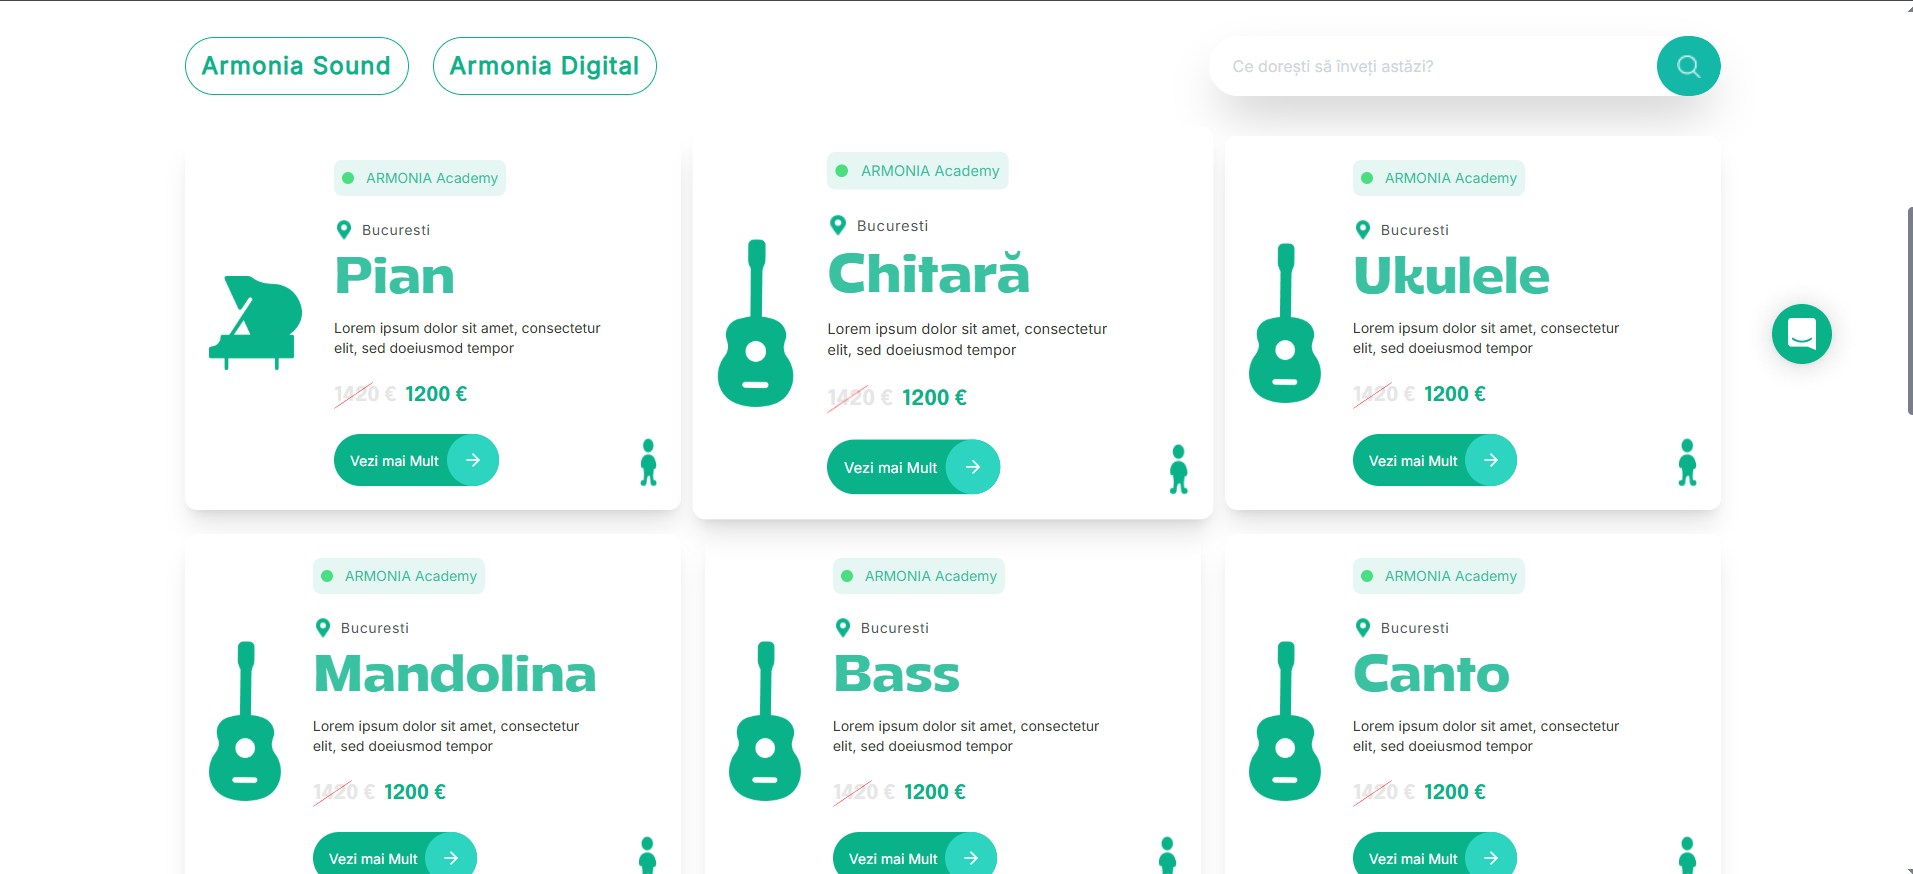 Armonia Sound
Armonia Digital
Ce dorești să înveți astăzi?
ARMONIA Academy
Bucuresti
Pian
Lorem ipsum dolor sit amet, consectetur
elit, sed doeiusmod tempor
1420 € 1200 €
Vezi mai Mult
ARMONIA Academy
Bucuresti
Chitară
Lorem ipsum dolor sit amet, consectetur
elit, sed doeiusmod tempor
1420 € 1200 €
Vezi mai Mult
ARMONIA Academy
Bucuresti
Ukulele
Lorem ipsum dolor sit amet, consectetur
elit, sed doeiusmod tempor
1420 € 1200 €
Vezi mai Mult
ARMONIA Academy
Bucuresti
Mandolina
Lorem ipsum dolor sit amet, consectetur
elit, sed doeiusmod tempor
1420 € 1200 €
Vezi mai Mult
ARMONIA Academy
Bucuresti
Bass
Lorem ipsum dolor sit amet, consectetur
elit, sed doeiusmod tempor
1420 € 1200 €
Vezi mai Mult
ARMONIA Academy
Bucuresti
Canto
Lorem ipsum dolor sit amet, consectetur
elit, sed doeiusmod tempor
1420 € 1200 €
Vezi mai Mult